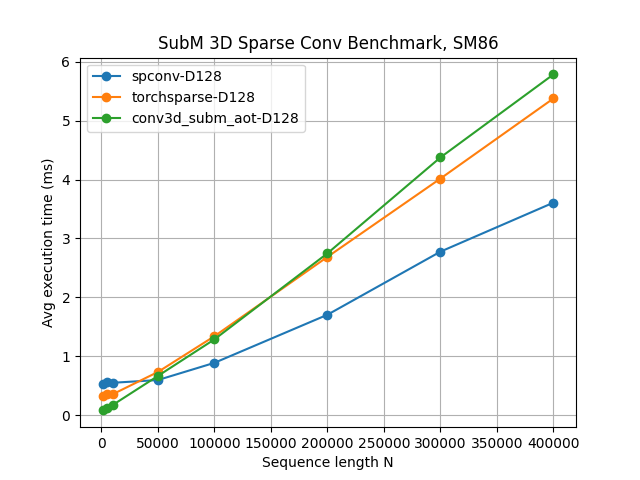 SubM 3D Sparse Conv Benchmark, SM86
spconv-D128
torchsparse-D128
conv3d_subm_aot-D128
Avg execution time (ms)
6
5
4
3
2
1
0
0 50000 100000 150000 200000 250000 300000 350000 400000
Sequence length N